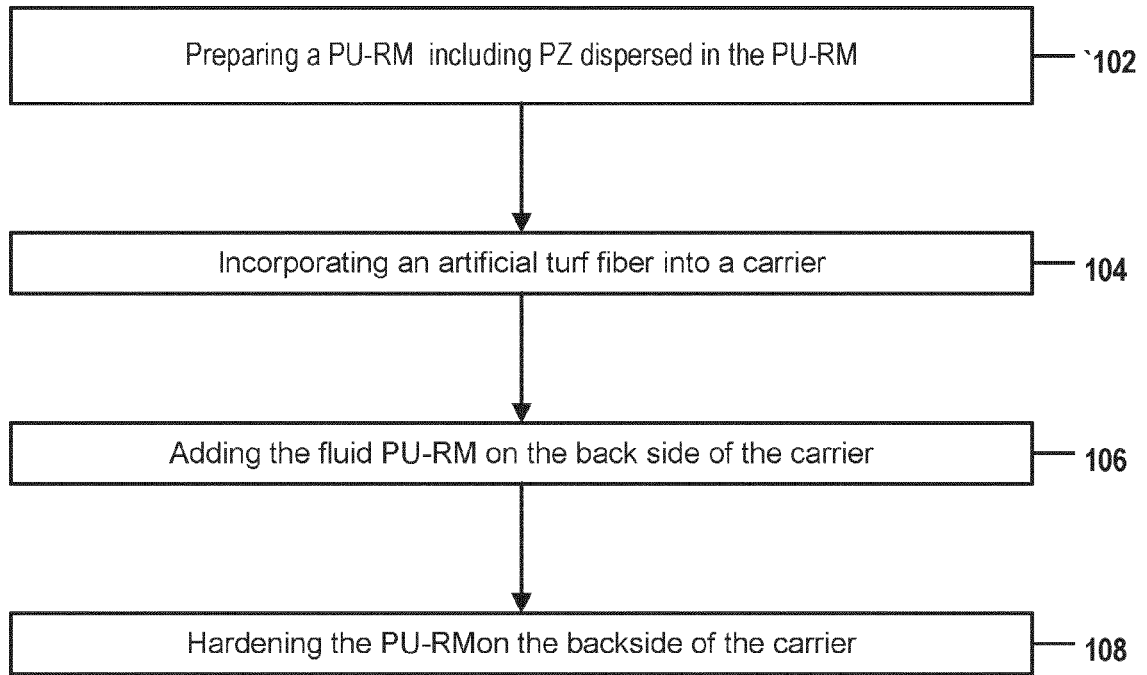 Preparing a PU-RM including PZ dispersed in the PU-RM
`102
Incorporating an artificial turf fiber into a carrier
104
Adding the fluid PU-RM on the back side of the carrier
106
Hardening the PU-RMon the backside of the carrier
108